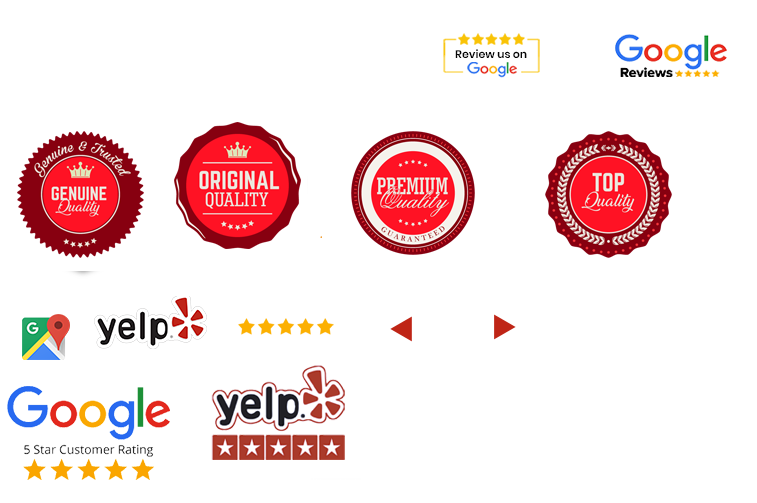 Review us on
Google
Google
Reviews
Genuine & Trusted
GENUINE
Quality
ORIGINAL
QUALITY
PREMIUM
Quality
GUARANTEED
TOP
Quality
G
yelp
Google
5 Star Customer Rating
yelp